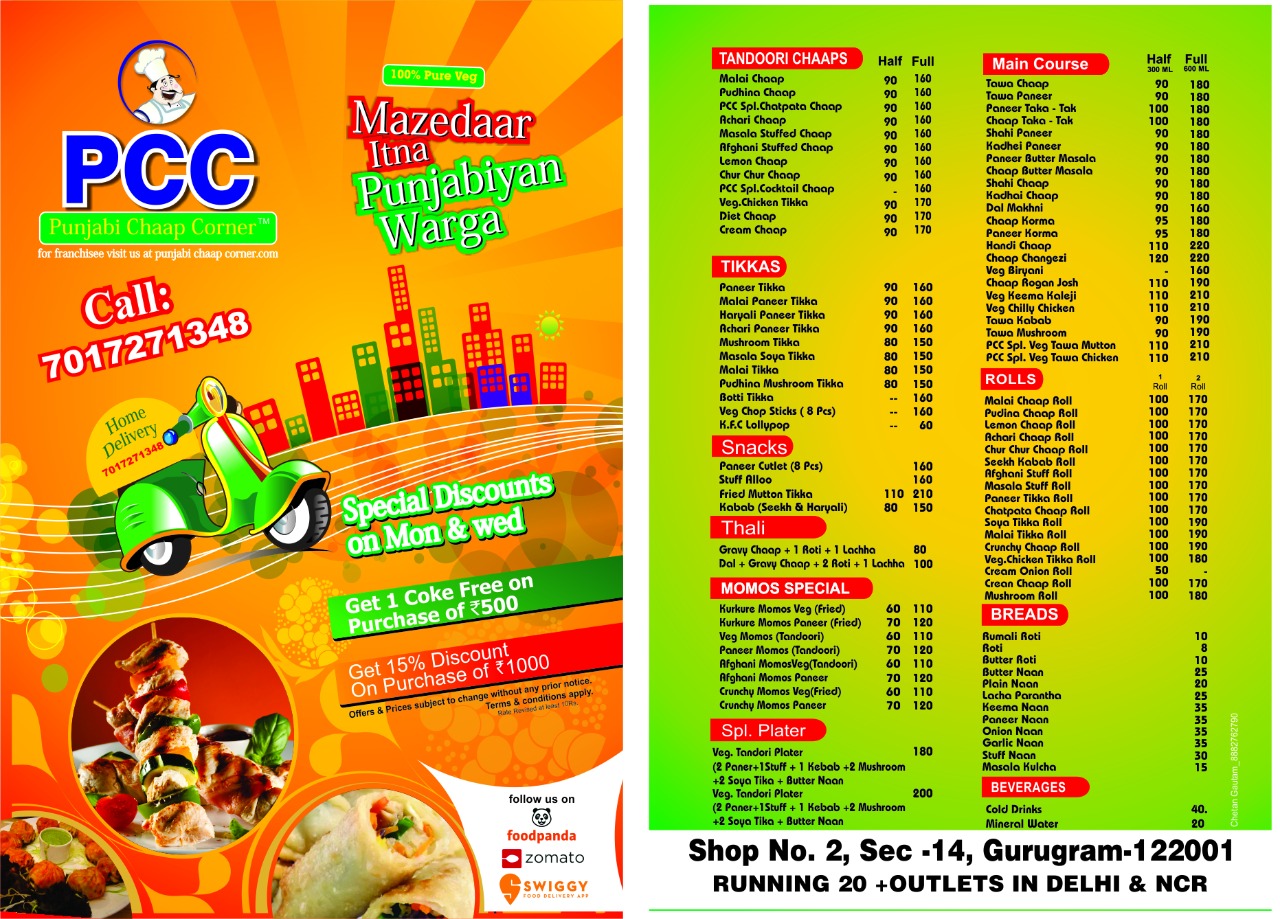 PCC
Punjabi Chaap Corner™
for franchisee visit us at punjabi chaap corner.com
100% Pure Veg
Mazedaar
Itna
Punjabiyan
Warga
Call:
7017271348
Home
Delivery
7017271348
Special Discounts
on Mon & wed
Get 1 Coke Free on
Purchase of ₹500
Get 15% Discount
On Purchase of ₹1000
Offers & Prices subject to change without any prior notice.
Terms & conditions apply.
follow us on
foodpanda
zomato
SWIGGY
FOOD DELIVERY APP
TANDOORI CHAAPS Half Full
Malai Chaap 90 160
Pudhina Chaap 90 160
PCC Spl.Chatpata Chaap 90 160
Achari Chaap 90 160
Masala Stuffed Chaap 90 160
Afghani Stuffed Chaap 90 160
Lemon Chaap 90 160
Chur Chur Chaap 90 160
PCC Spl.Cocktail Chaap - 160
Veg.Chicken Tikka 90 170
Diet Chaap 90 170
Cream Chaap 90 170
TIKKAS
Paneer Tikka 90 160
Malai Paneer Tikka 90 160
Haryali Paneer Tikka 90 160
Achari Paneer Tikka 90 160
Mushroom Tikka 80 150
Masala Soya Tikka 80 150
Malai Tikka 80 150
Pudhina Mushroom Tikka 80 150
Botti Tikka -- 160
Veg Chop Sticks ( 8 Pcs) -- 160
K.F.C Lollypop -- 60
Snacks
Paneer Cutlet (8 Pcs) 160
Stuff Alloo 160
Fried Mutton Tikka 110 210
Kabab (Seekh & Haryali) 80 150
Thali
Gravy Chaap + 1 Roti + 1 Lachha 80
Dal + Gravy Chaap + 2 Roti + 1 Lachha 100
MOMOS SPECIAL
Kurkure Momos Veg (Fried) 60 110
Kurkure Momos Paneer (Fried) 70 120
Veg Momos (Tandoori) 60 110
Paneer Momos (Tandoori) 70 120
Afghani MomosVeg(Tandoori) 60 110
Afghani Momos Paneer 70 120
Crunchy Momos Veg(Fried) 60 110
Crunchy Momos Paneer 70 120
Spl. Plater
Veg. Tandori Plater 180
(2 Paner+1Stuff + 1 Kebab +2 Mushroom
+2 Soya Tika + Butter Naan
Veg. Tandori Plater 200
(2 Paner+1Stuff + 1 Kebab +2 Mushroom
+2 Soya Tika + Butter Naan
Main Course Half Full
300 ML 600 ML
Tawa Chaap 90 180
Tawa Paneer 90 180
Paneer Taka - Tak 100 180
Chaap Taka - Tak 100 180
Shahi Paneer 90 180
Kadhei Paneer 90 180
Paneer Butter Masala 90 180
Chaap Butter Masala 90 180
Shahi Chaap 90 180
Kadhai Chaap 90 180
Dal Makhni 90 160
Chaap Korma 95 180
Paneer Korma 95 180
Handi Chaap 110 220
Chaap Changezi 120 220
Veg Biryani - 160
Chaap Rogan Josh 110 190
Veg Keema Kaleji 110 210
Veg Chilly Chicken 110 210
Tawa Kabab 90 190
Tawa Mushroom 90 190
PCC Spl. Veg Tawa Mutton 110 210
PCC Spl. Veg Tawa Chicken 110 210
ROLLS 1 Roll 2 Roll
Malai Chaap Roll 100 170
Pudina Chaap Roll 100 170
Lemon Chaap Roll 100 170
Achari Chaap Roll 100 170
Chur Chur Chaap Roll 100 170
Seekh Kabab Roll 100 170
Afghani Stuff Roll 100 170
Masala Stuff Roll 100 170
Paneer Tikka Roll 100 170
Chatpata Chaap Roll 100 170
Soya Tikka Roll 100 190
Malai Tikka Roll 100 190
Crunchy Chaap Roll 100 190
Veg.Chicken Tikka Roll 100 180
Cream Onion Roll 50 -
Crean Chaap Roll 100 170
Mushroom Roll 100 180
BREADS
Rumali Roti 10
Roti 8
Butter Roti 10
Butter Naan 25
Plain Naan 20
Lacha Parantha 25
Keema Naan 35
Paneer Naan 35
Onion Naan 35
Garlic Naan 35
Stuff Naan 30
Masala Kulcha 15
BEVERAGES
Cold Drinks 40.
Mineral Water 20
Chetan Gautam_8882762790
Shop No. 2, Sec -14, Gurugram-122001
RUNNING 20 +OUTLETS IN DELHI & NCR